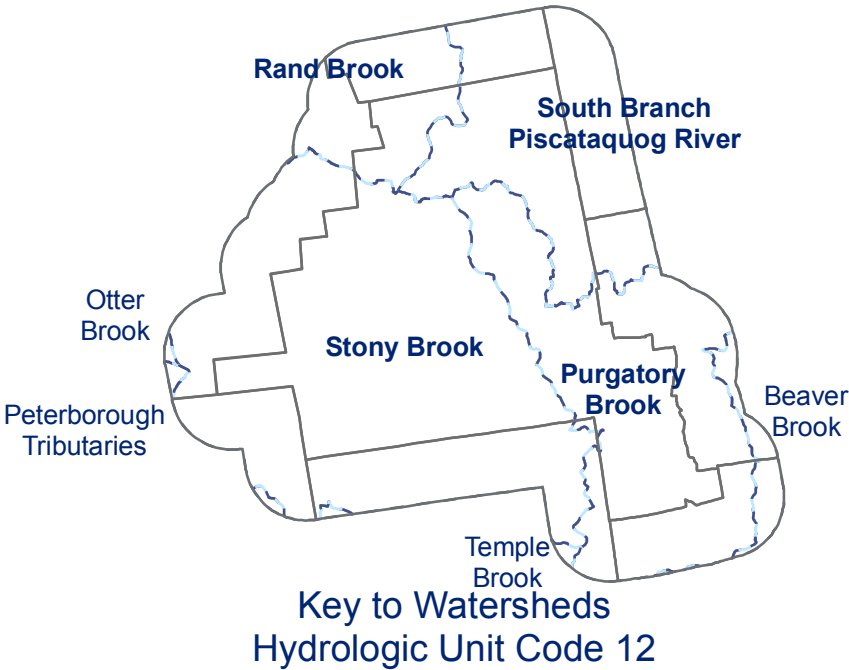 Rand Brook
South Branch
Piscataquog River
Otter
Brook
Stony Brook
Purgatory
Brook
Beaver
Brook
Peterborough
Tributaries
Temple
Brook
Key to Watersheds
Hydrologic Unit Code 12